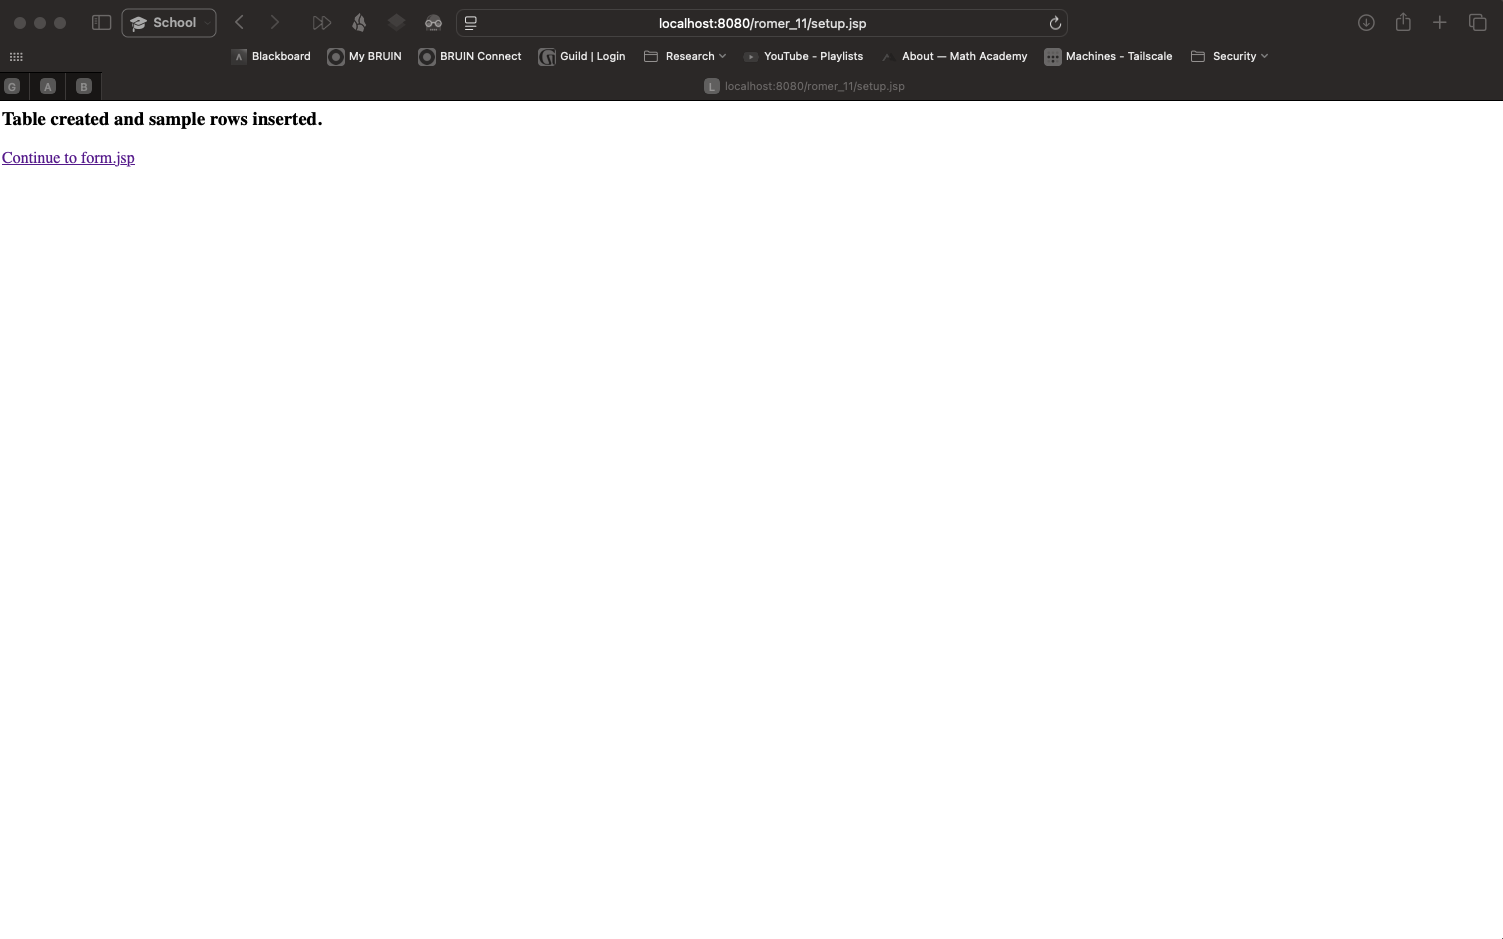 School
localhost:8080/romer_11/setup.jsp
Blackboard My BRUIN BRUIN Connect Guild | Login Research YouTube - Playlists About — Math Academy Machines - Tailscale Security
G A B L localhost:8080/romer_11/setup.jsp
Table created and sample rows inserted.
Continue to form.jsp